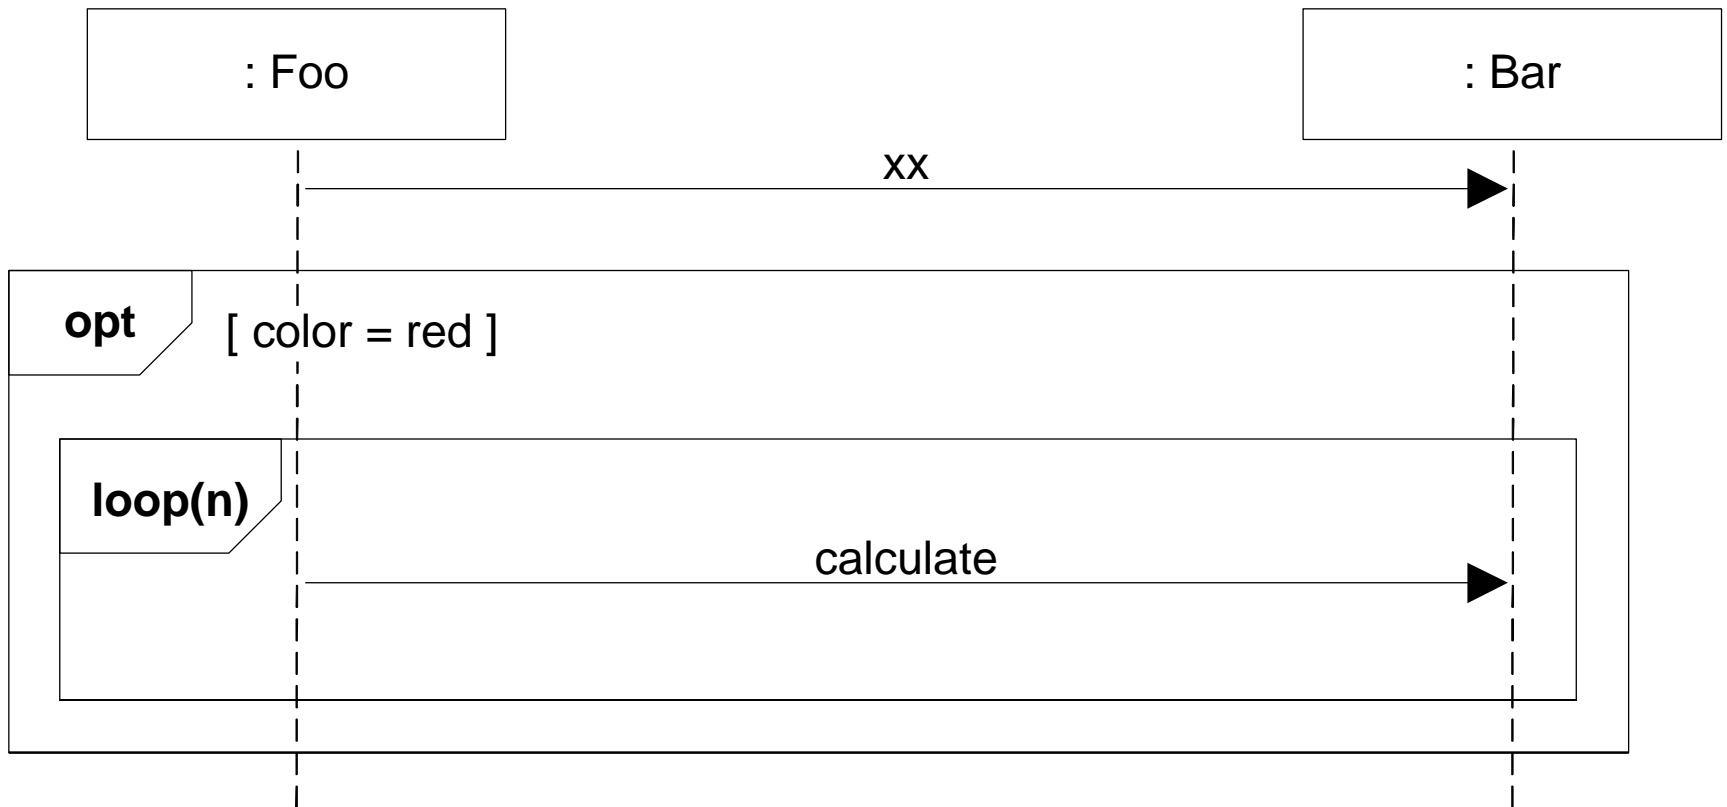 : Foo
: Bar
xx
opt
[ color = red ]
loop(n)
calculate